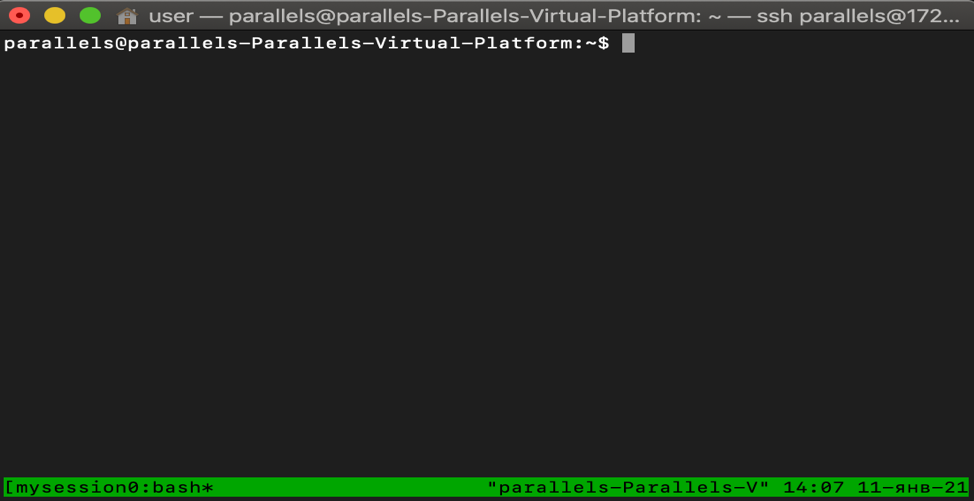 user — parallels@parallels-Parallels-Virtual-Platform: ~ — ssh parallels@172...
parallels@parallels-Parallels-Virtual-Platform:~$
[mysession0:bash* "parallels-Parallels-V" 14:07 11-янв-21